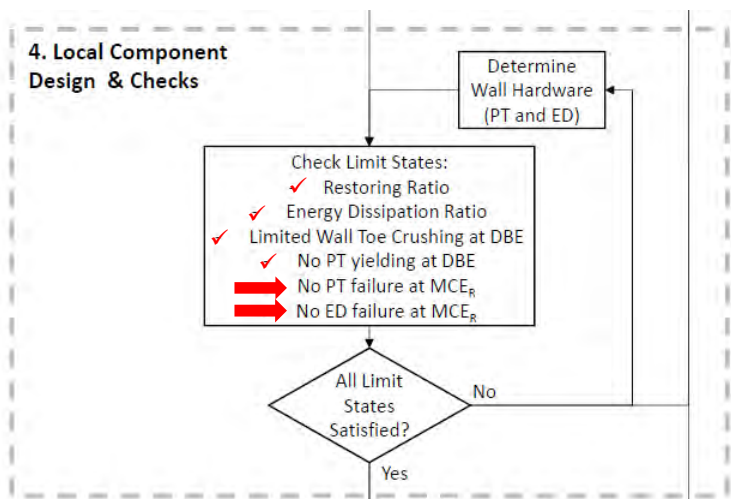 4. Local Component
Design & Checks
Determine
Wall Hardware
(PT and ED)
Check Limit States:
Restoring Ratio
Energy Dissipation Ratio
Limited Wall Toe Crushing at DBE
No PT yielding at DBE
No PT failure at MCE_R
No ED failure at MCE_R
All Limit
States
Satisfied?
No
Yes